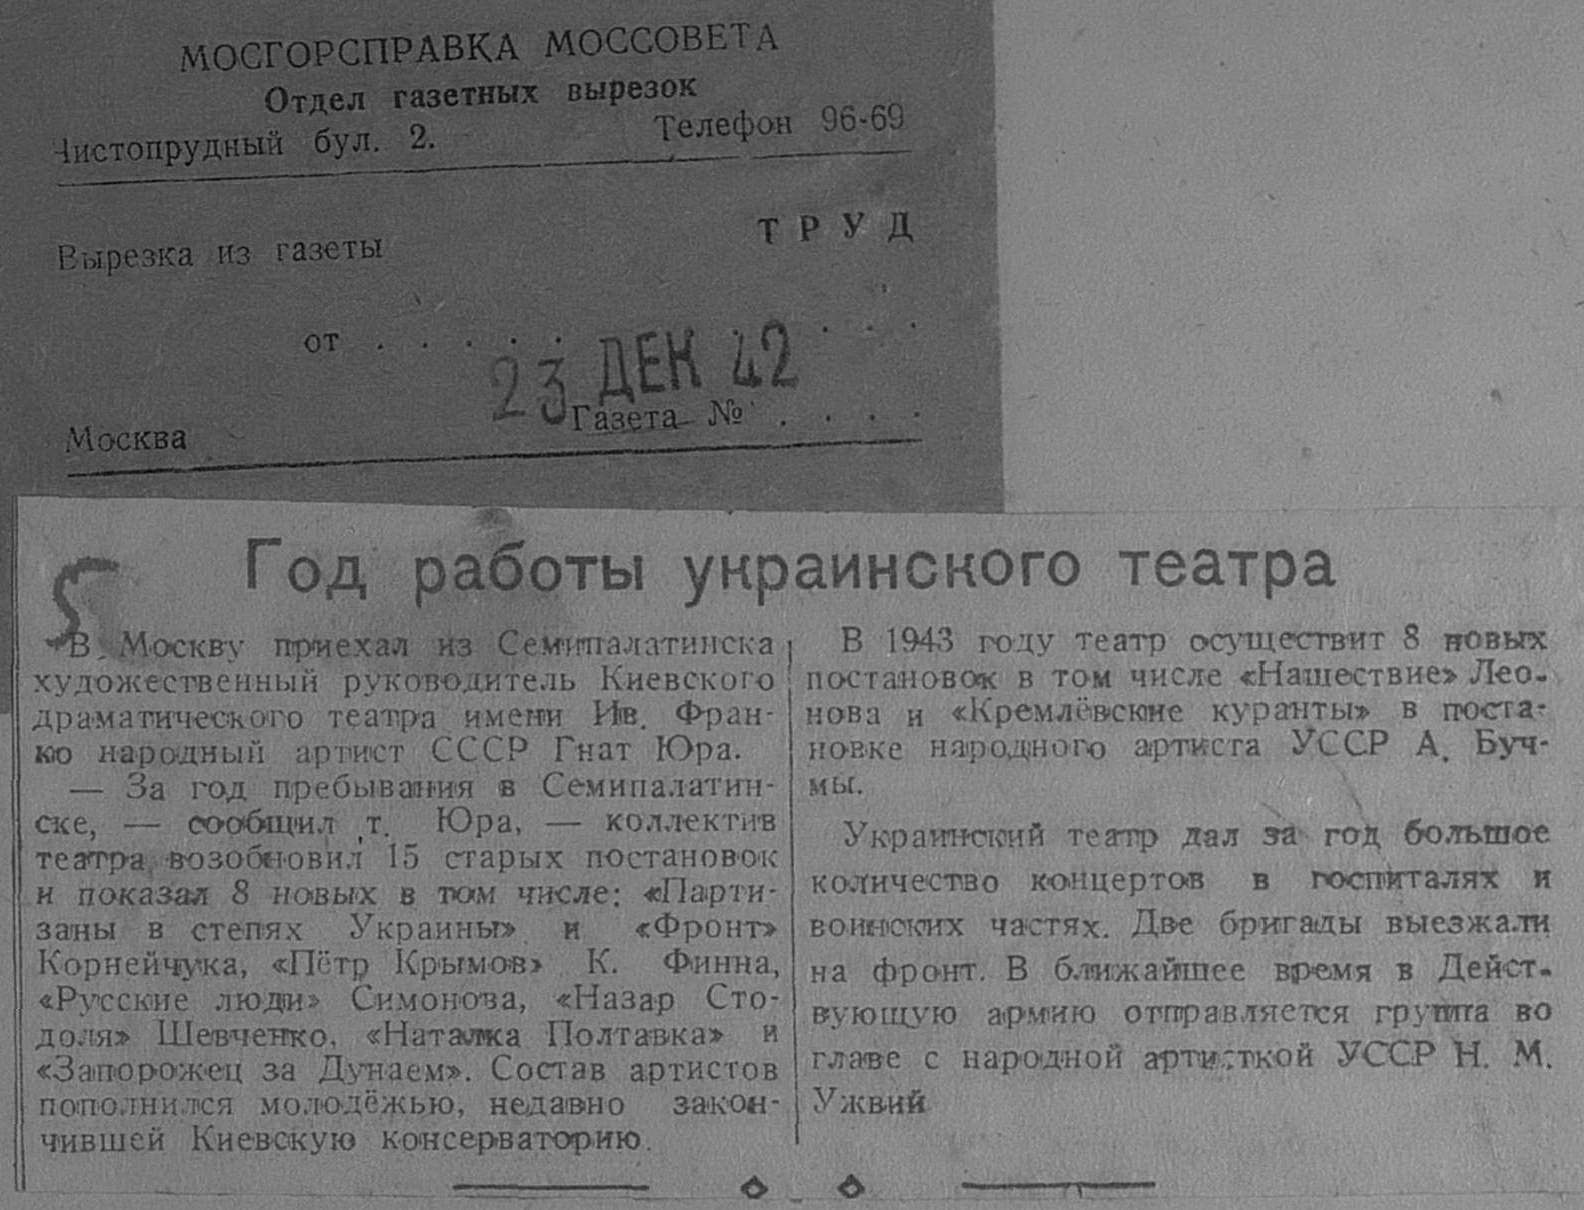 МОСГОРСПРАВКА МОССОВЕТА
Отдел газетных вырезок
Чистопрудный бул. 2. Телефон 96-69
Вырезка из газеты ТРУД
от . . . . . . . .
23 ДЕК 42
Москва Газета № . . . .
Год работы украинского театра
В Москву приехал из Семипалатинска
художественный руководитель Киевского
драматического театра имени Ив. Фран-
ко народный артист СССР Гнат Юра.
— За год пребывания в Семипалатин-
ске, — сообщил т. Юра, — коллектив
театра возобновил 15 старых постановок
и показал 8 новых в том числе: «Парти-
заны в степях Украины» и «Фронт»
Корнейчука, «Пётр Крымов» К. Финна,
«Русские люди» Симонова, «Назар Сто-
доля» Шевченко, «Наталка Полтавка» и
«Запорожец за Дунаем». Состав артистов
пополнился молодёжью, недавно закон-
чившей Киевскую консерваторию.
В 1943 году театр осуществит 8 новых
постановок в том числе «Нашествие» Лео-
нова и «Кремлёвские куранты» в поста-
новке народного артиста УССР А. Буч-
мы.
Украинский театр дал за год большое
количество концертов в госпиталях и
воинских частях. Две бригады выезжали
на фронт. В ближайшее время в Дейст-
вующую армию отправляется группа во
главе с народной артисткой УССР Н. М.
Ужвий